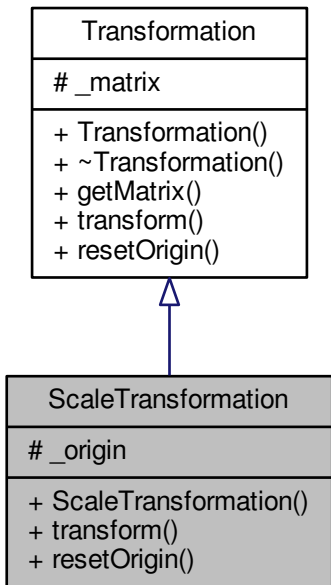 Transformation
# _matrix
+ Transformation()
+ ~Transformation()
+ getMatrix()
+ transform()
+ resetOrigin()
ScaleTransformation
# _origin
+ ScaleTransformation()
+ transform()
+ resetOrigin()